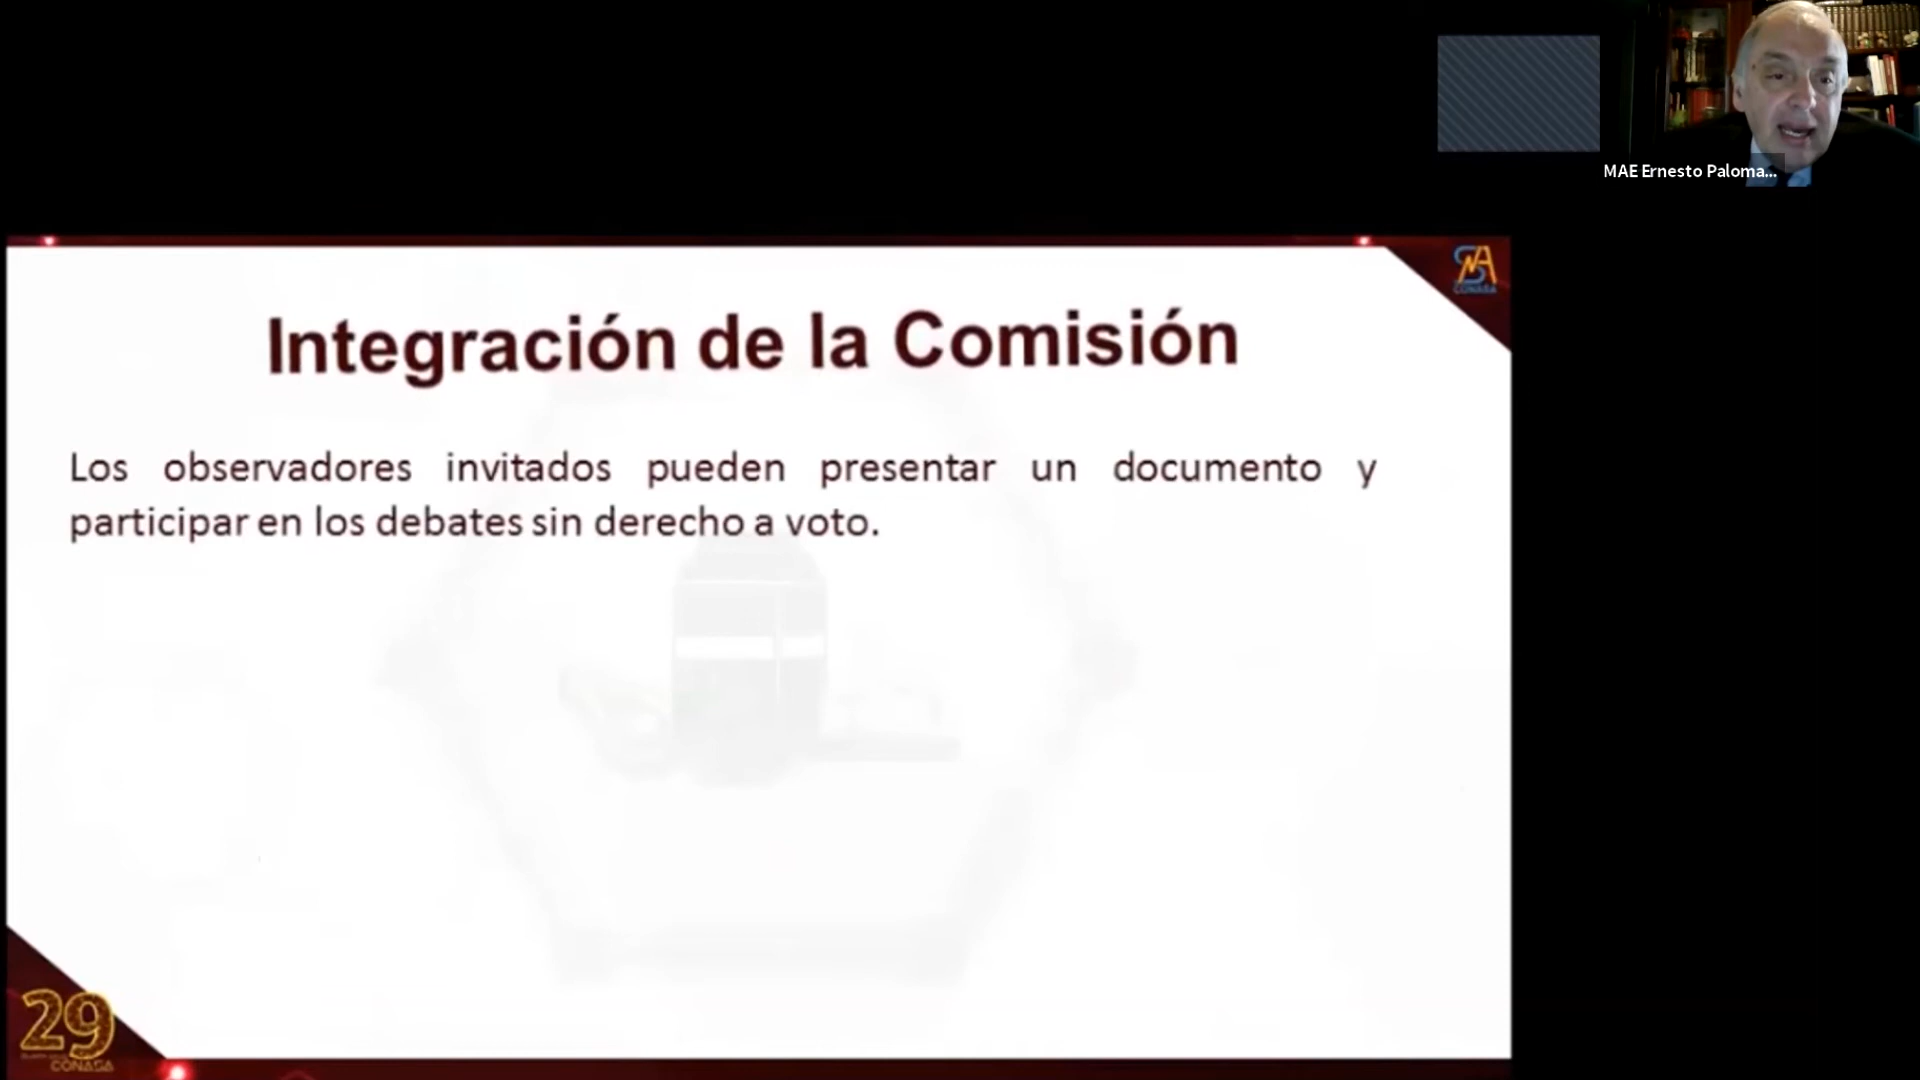 MAE Ernesto Paloma...
Integración de la Comisión
Los observadores invitados pueden presentar un documento y
participar en los debates sin derecho a voto.
29
CONASA